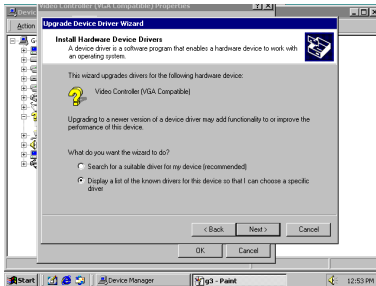 Video Controller (VGA Compatible) Properties
Device
Upgrade Device Driver Wizard
Action
Install Hardware Device Drivers
A device driver is a software program that enables a hardware device to work with
an operating system.
This wizard upgrades drivers for the following hardware device:
Video Controller (VGA Compatible)
Upgrading to a newer version of a device driver may add functionality to or improve the
performance of this device.
What do you want the wizard to do?
Search for a suitable driver for my device (recommended)
Display a list of the known drivers for this device so that I can choose a specific
driver
< Back
Next >
Cancel
OK
Cancel
Start
Device Manager
g3 - Paint
12:53 PM